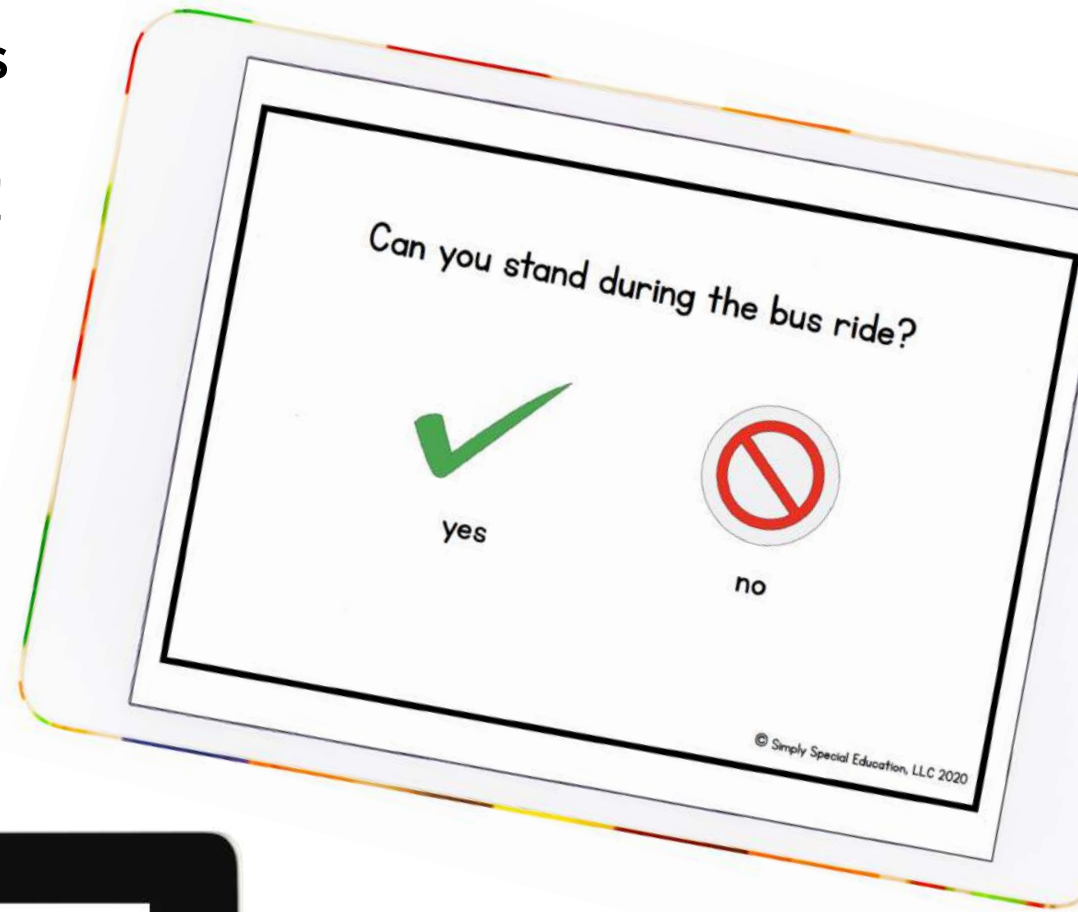 s
Can you stand during the bus ride?
yes
no
© Simply Special Education, LLC 2020